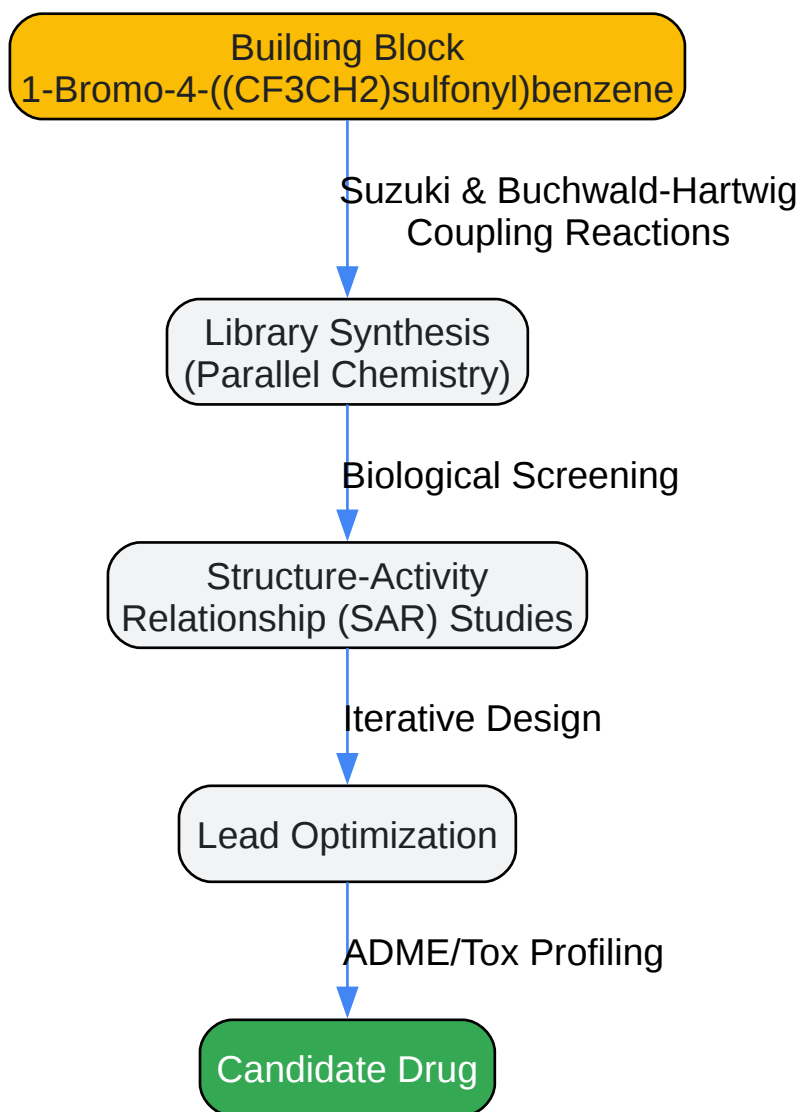 Building Block
1-Bromo-4-((CF3CH2)sulfonyl)benzene
Suzuki & Buchwald-Hartwig
Coupling Reactions
Library Synthesis
(Parallel Chemistry)
Biological Screening
Structure-Activity
Relationship (SAR) Studies
Iterative Design
Lead Optimization
ADME/Tox Profiling
Candidate Drug